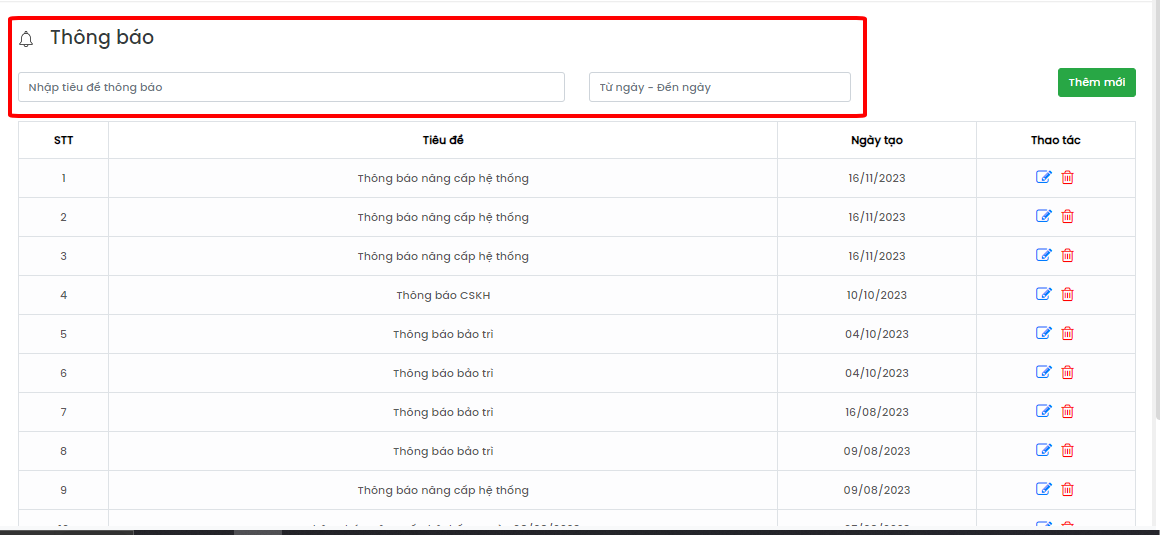 Thông báo
Nhập tiêu đề thông báo
Từ ngày - Đến ngày
Thêm mới
STT Tiêu đề Ngày tạo Thao tác
1 Thông báo nâng cấp hệ thống 16/11/2023
2 Thông báo nâng cấp hệ thống 16/11/2023
3 Thông báo nâng cấp hệ thống 16/11/2023
4 Thông báo CSKH 10/10/2023
5 Thông báo bảo trì 04/10/2023
6 Thông báo bảo trì 04/10/2023
7 Thông báo bảo trì 16/08/2023
8 Thông báo bảo trì 09/08/2023
9 Thông báo nâng cấp hệ thống 09/08/2023